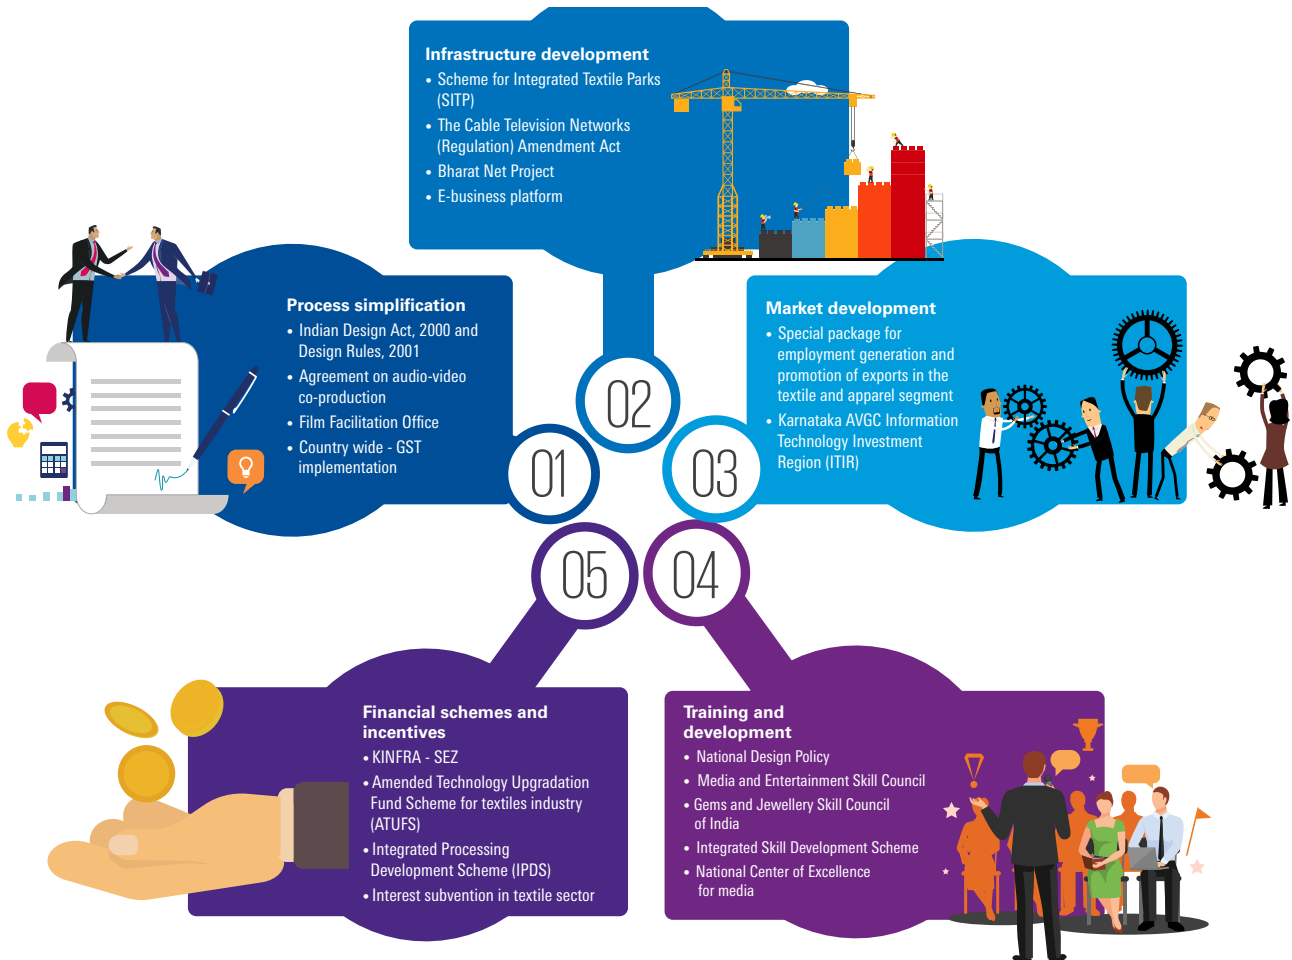 Infrastructure development
• Scheme for Integrated Textile Parks
(SITP)
• The Cable Television Networks
(Regulation) Amendment Act
• Bharat Net Project
• E-business platform
Process simplification
• Indian Design Act, 2000 and
Design Rules, 2001
• Agreement on audio-video
co-production
• Film Facilitation Office
• Country wide - GST
implementation
Market development
• Special package for
employment generation and
promotion of exports in the
textile and apparel segment
• Karnataka AVGC Information
Technology Investment
Region (ITIR)
02
01
03
05
04
Financial schemes and
incentives
• KINFRA - SEZ
• Amended Technology Upgradation
Fund Scheme for textiles industry
(ATUFS)
• Integrated Processing
Development Scheme (IPDS)
• Interest subvention in textile sector
Training and
development
• National Design Policy
• Media and Entertainment Skill Council
• Gems and Jewellery Skill Council
of India
• Integrated Skill Development Scheme
• National Center of Excellence
for media